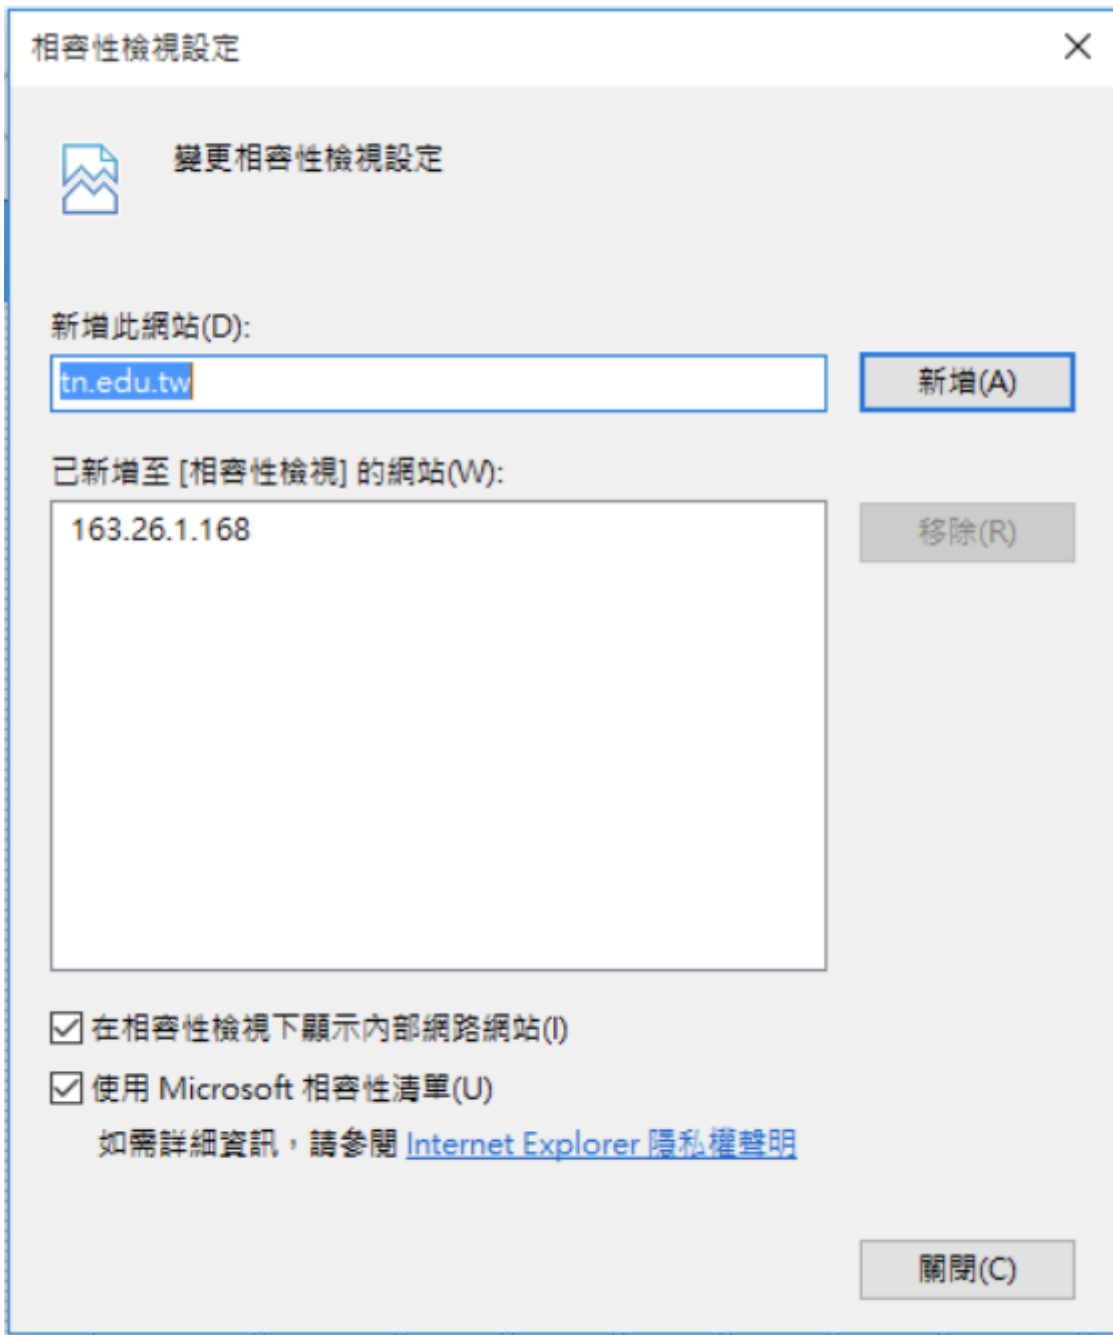 相容性檢視設定
變更相容性檢視設定
新增此網站(D):
tn.edu.tw
新增(A)
已新增至 [相容性檢視] 的網站(W):
163.26.1.168
移除(R)
在相容性檢視下顯示內部網路網站(I)
使用 Microsoft 相容性清單(U)
如需詳細資訊，請參閱 Internet Explorer 隱私權聲明
關閉(C)